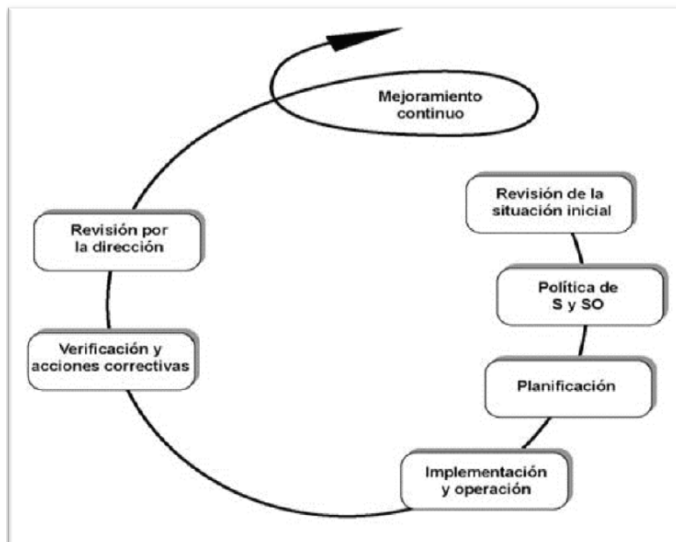 Mejoramiento
continuo
Revisión de la
situación inicial
Política de
S y SO
Planificación
Implementación
y operación
Verificación y
acciones correctivas
Revisión por
la dirección